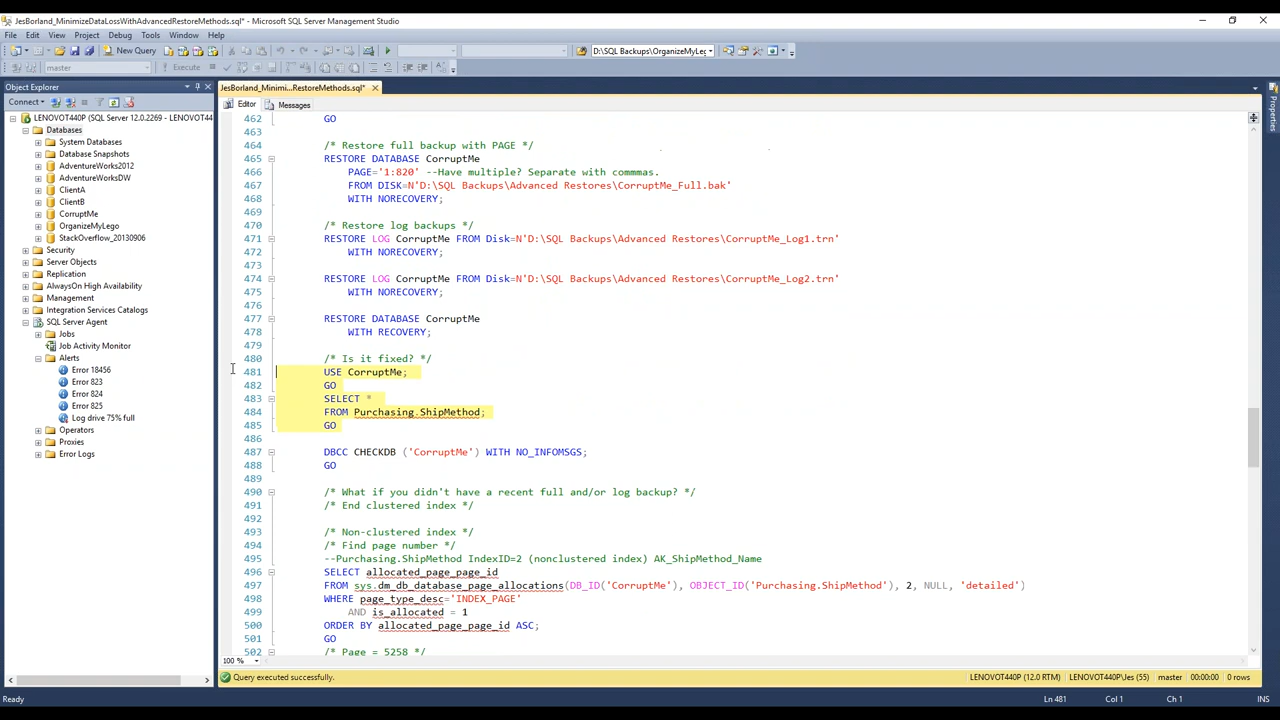 JesBorland_MinimizeDataLossWithAdvancedRestoreMethods.sql* - Microsoft SQL Server Management Studio
File Edit View Project Debug Tools Window Help
New Query D:\SQL Backups\OrganizeMyLeg
master Execute
Object Explorer
Connect
LENOVOT440P (SQL Server 12.0.2269 - LENOVOT44
Databases
System Databases
Database Snapshots
AdventureWorks2012
AdventureWorksDW
ClientA
ClientB
CorruptMe
OrganizeMyLego
StackOverflow_20130906
Security
Server Objects
Replication
AlwaysOn High Availability
Management
Integration Services Catalogs
SQL Server Agent
Jobs
Job Activity Monitor
Alerts
Error 18456
Error 823
Error 824
Error 825
Log drive 75% full
Operators
Proxies
Error Logs
JesBorland_Minimi...RestoreMethods.sql*
Editor Messages
462 GO
463
464 /* Restore full backup with PAGE */
465 RESTORE DATABASE CorruptMe
466 PAGE='1:820' --Have multiple? Separate with commmas.
467 FROM DISK=N'D:\SQL Backups\Advanced Restores\CorruptMe_Full.bak'
468 WITH NORECOVERY;
469
470 /* Restore log backups */
471 RESTORE LOG CorruptMe FROM Disk=N'D:\SQL Backups\Advanced Restores\CorruptMe_Log1.trn'
472 WITH NORECOVERY;
473
474 RESTORE LOG CorruptMe FROM Disk=N'D:\SQL Backups\Advanced Restores\CorruptMe_Log2.trn'
475 WITH NORECOVERY;
476
477 RESTORE DATABASE CorruptMe
478 WITH RECOVERY;
479
480 /* Is it fixed? */
481 USE CorruptMe;
482 GO
483 SELECT *
484 FROM Purchasing.ShipMethod;
485 GO
486
487 DBCC CHECKDB ('CorruptMe') WITH NO_INFOMSGS;
488 GO
489
490 /* What if you didn't have a recent full and/or log backup? */
491 /* End clustered index */
492
493 /* Non-clustered index */
494 /* Find page number */
495 --Purchasing.ShipMethod IndexID=2 (nonclustered index) AK_ShipMethod_Name
496 SELECT allocated_page_page_id
497 FROM sys.dm_db_database_page_allocations(DB_ID('CorruptMe'), OBJECT_ID('Purchasing.ShipMethod'), 2, NULL, 'detailed')
498 WHERE page_type_desc='INDEX_PAGE'
499 AND is_allocated = 1
500 ORDER BY allocated_page_page_id ASC;
501 GO
502 /* Page = 5258 */
100 %
Query executed successfully. LENOVOT440P (12.0 RTM) LENOVOT440P\Jes (55) master 00:00:00 0 rows
Ready Ln 481 Col 1 Ch 1 INS
Properties